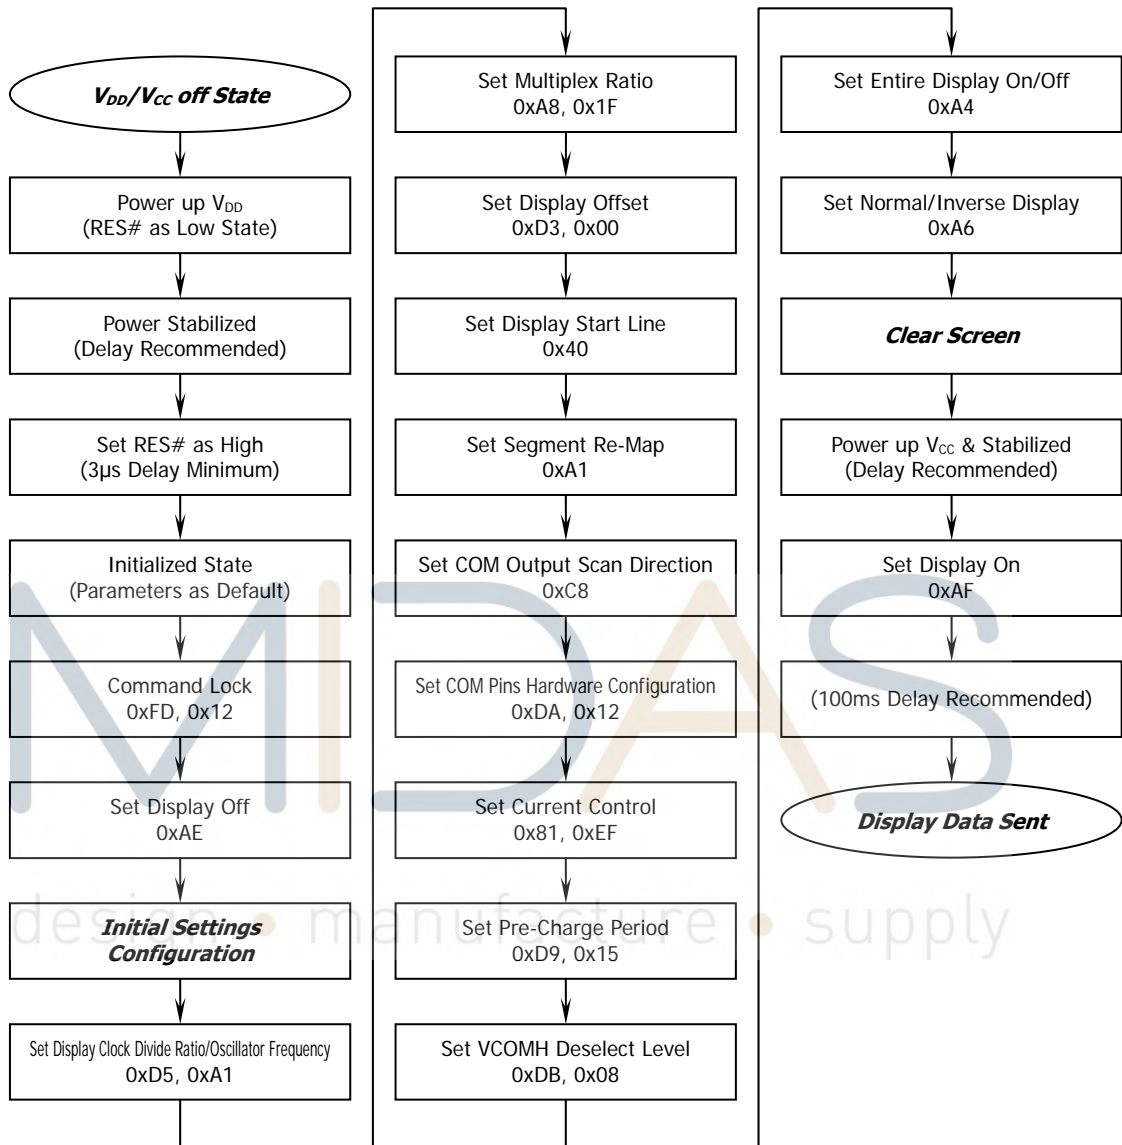 V_DD/V_CC off State
Power up V_DD
(RES# as Low State)
Power Stabilized
(Delay Recommended)
Set RES# as High
(3µs Delay Minimum)
Initialized State
(Parameters as Default)
Command Lock
0xFD, 0x12
Set Display Off
0xAE
Initial Settings
Configuration
Set Display Clock Divide Ratio/Oscillator Frequency
0xD5, 0xA1
Set Multiplex Ratio
0xA8, 0x1F
Set Display Offset
0xD3, 0x00
Set Display Start Line
0x40
Set Segment Re-Map
0xA1
Set COM Output Scan Direction
0xC8
Set COM Pins Hardware Configuration
0xDA, 0x12
Set Current Control
0x81, 0xEF
Set Pre-Charge Period
0xD9, 0x15
Set VCOMH Deselect Level
0xDB, 0x08
Set Entire Display On/Off
0xA4
Set Normal/Inverse Display
0xA6
Clear Screen
Power up V_CC & Stabilized
(Delay Recommended)
Set Display On
0xAF
(100ms Delay Recommended)
Display Data Sent
MIDAS
design • manufacture • supply